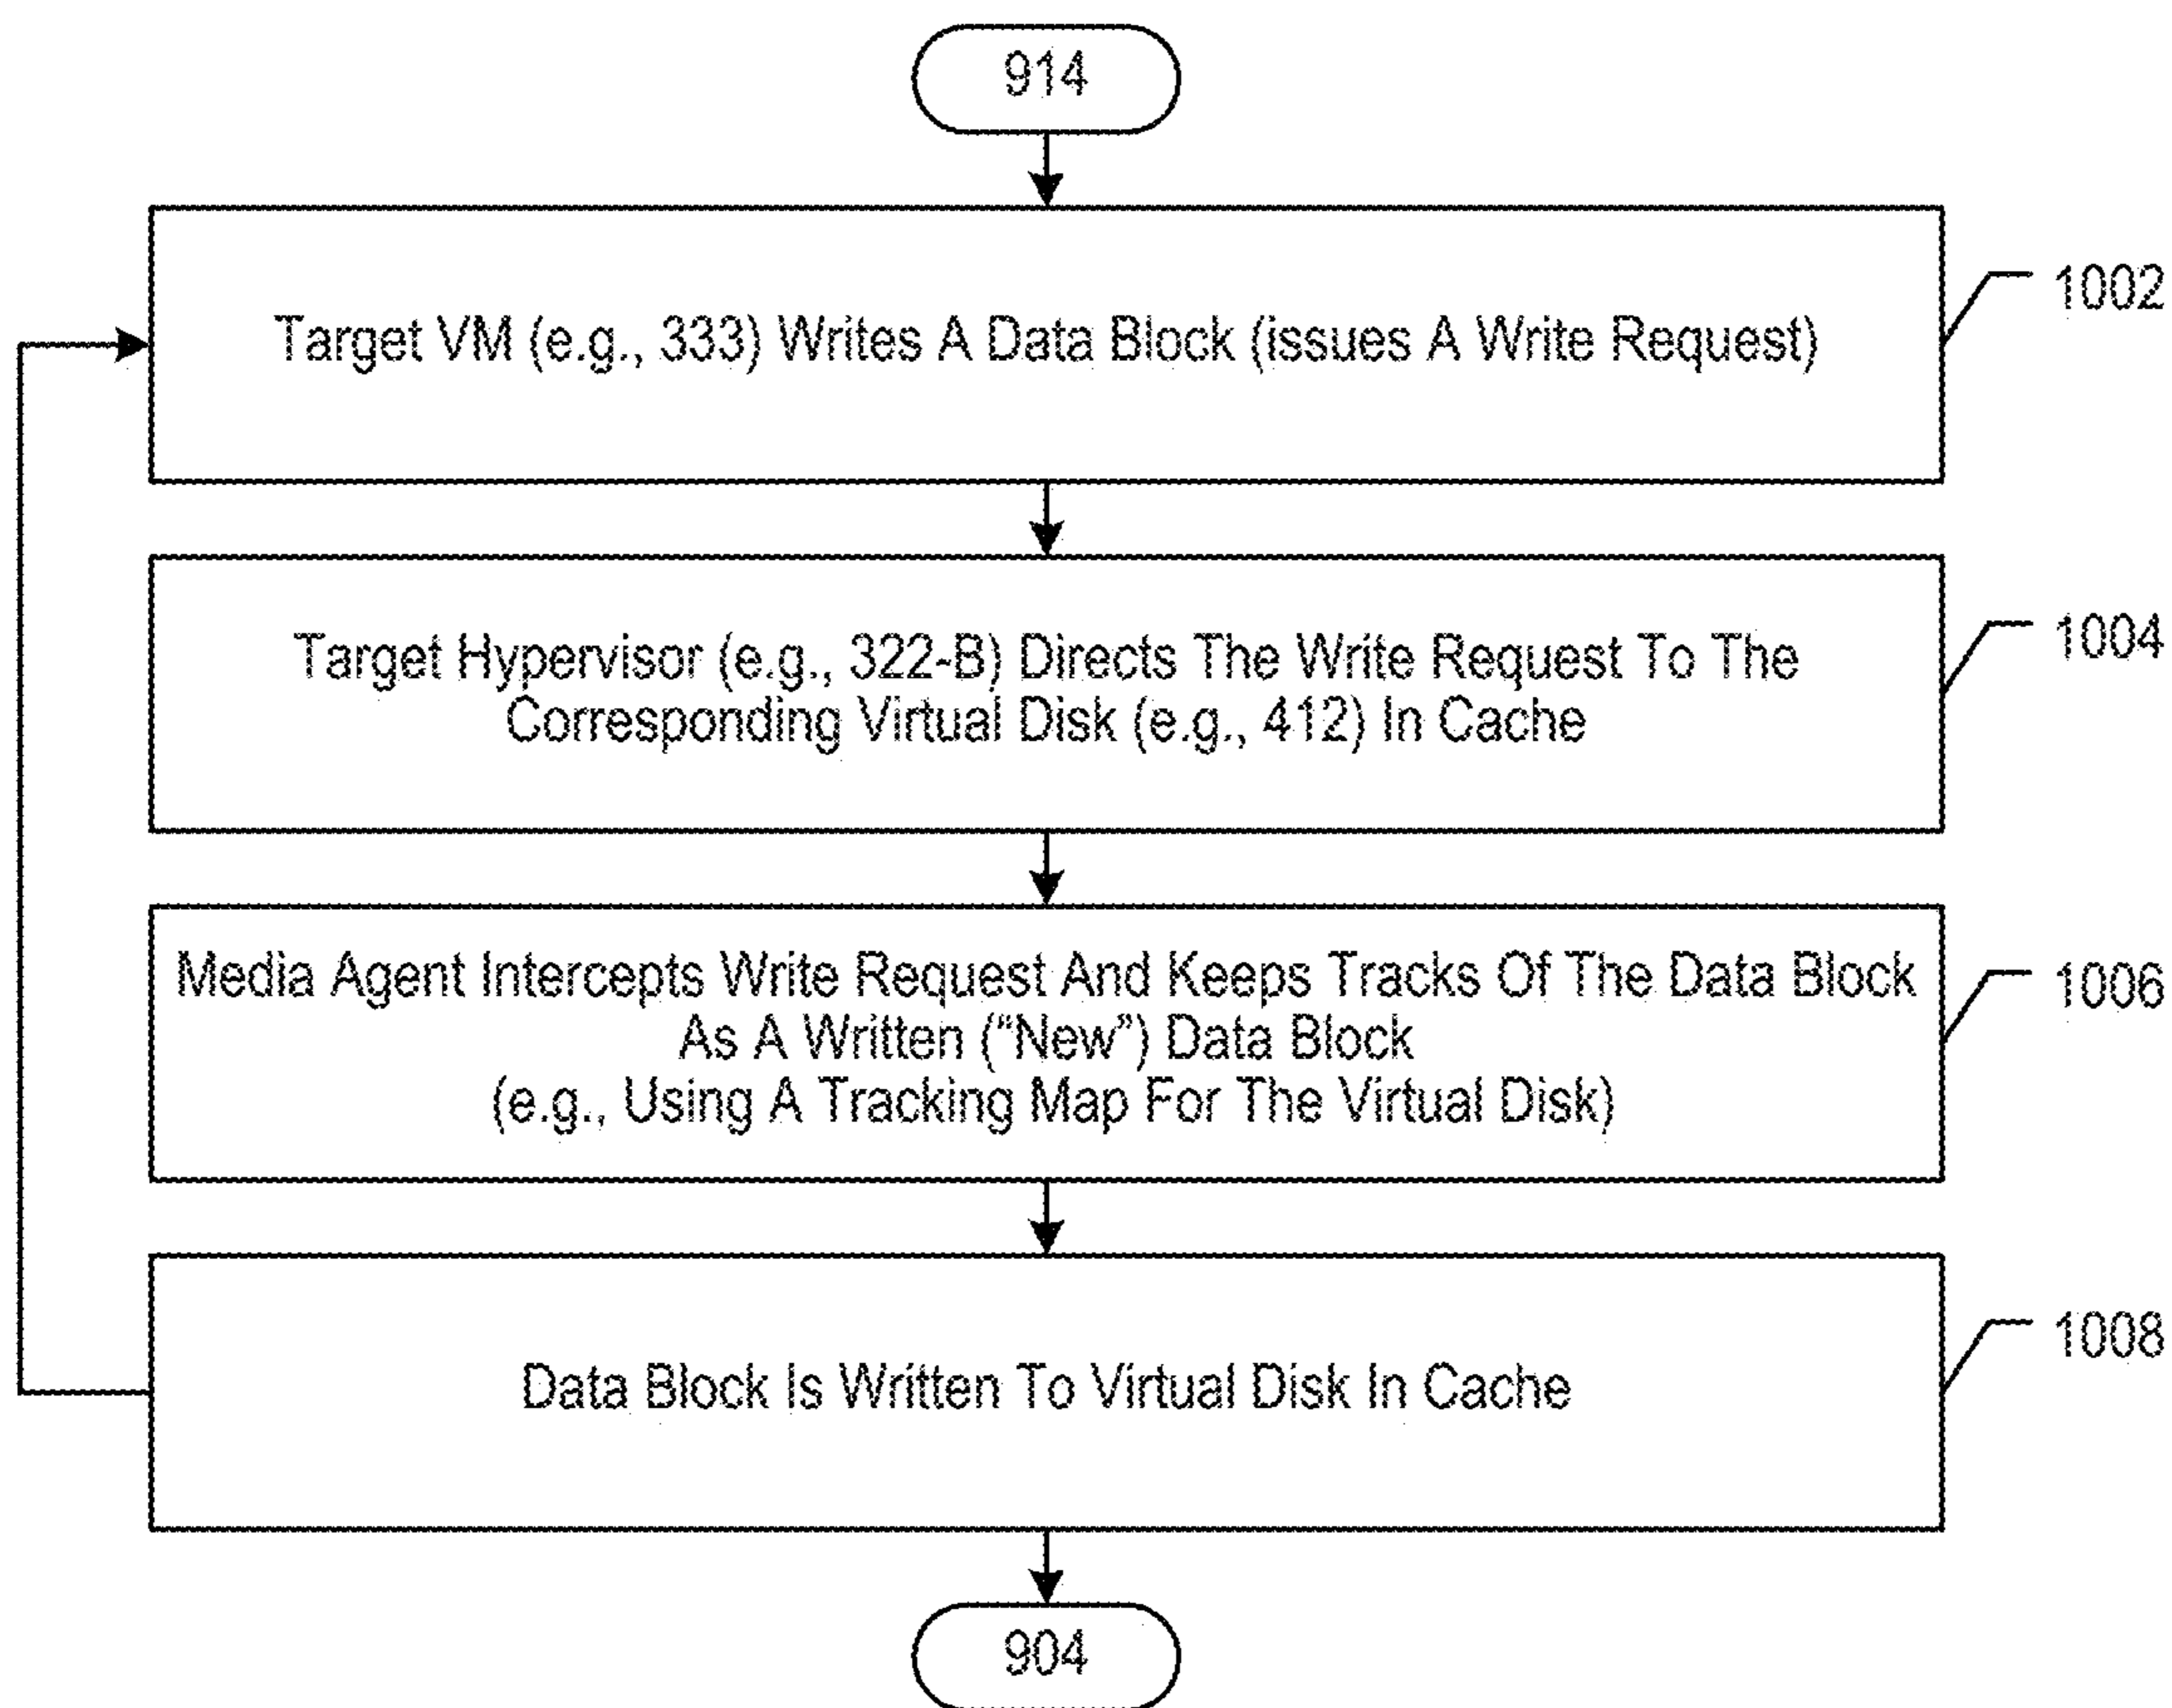 914
Target VM (e.g., 333) Writes A Data Block (issues A Write Request)
1002
Target Hypervisor (e.g., 322-B) Directs The Write Request To The
Corresponding Virtual Disk (e.g., 412) In Cache
1004
Media Agent Intercepts Write Request And Keeps Tracks Of The Data Block
As A Written (“New”) Data Block
(e.g., Using A Tracking Map For The Virtual Disk)
1006
Data Block Is Written To Virtual Disk In Cache
1008
904